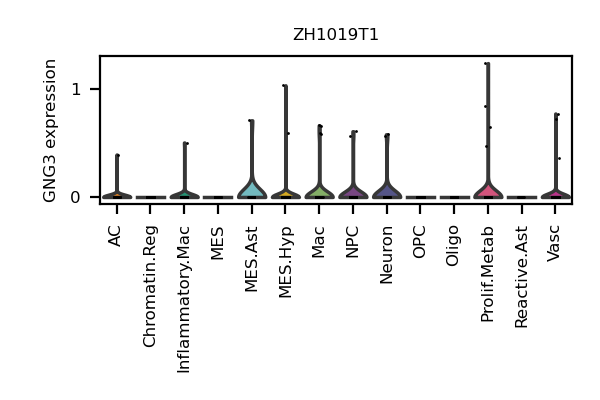 ZH1019T1
GNG3 expression
1
0
AC
Chromatin.Reg
Inflammatory.Mac
MES
MES.Ast
MES.Hyp
Mac
NPC
Neuron
OPC
Oligo
Prolif.Metab
Reactive.Ast
Vasc